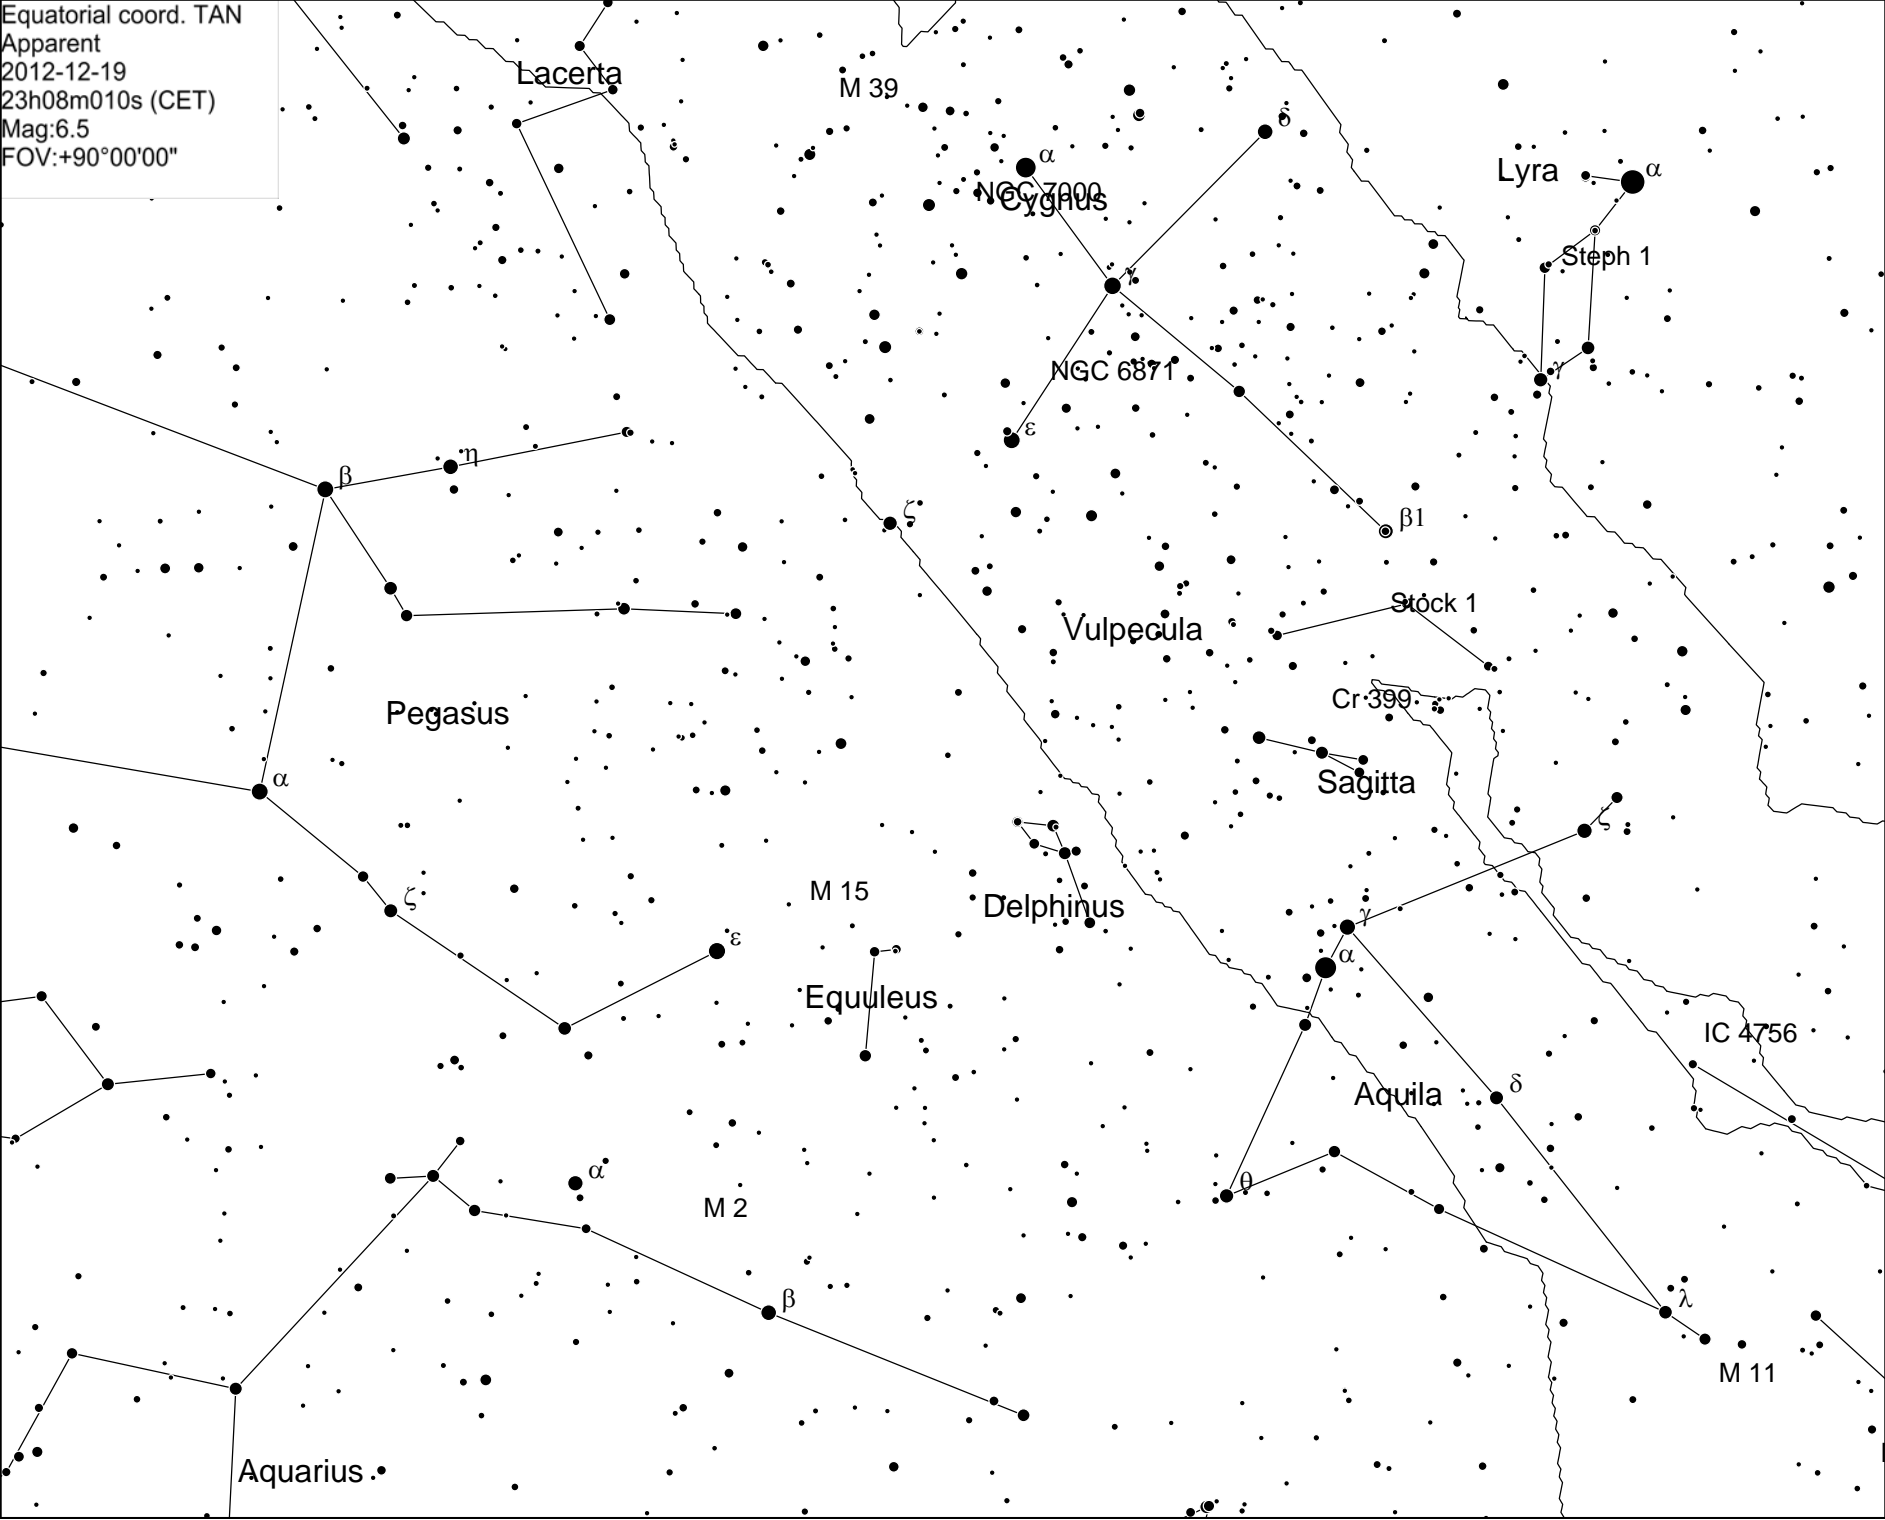 Equatorial coord. TAN
Apparent
2012-12-19
23h08m010s (CET)
Mag:6.5
FOV:+90°00'00"
Lacerta
M 39
δ
α
Lyra
α
NGC 7000
Cygnus
Steph 1
γ
NGC 6871
γ
ε
η
β
ζ
β1
Stock 1
Vulpecula
Cr 399
Pegasus
α
Sagitta
ζ
M 15
ζ
Delphinus
γ
ε
α
Equuleus
IC 4756
δ
Aquila
α
θ
M 2
β
λ
M 11
Aquarius